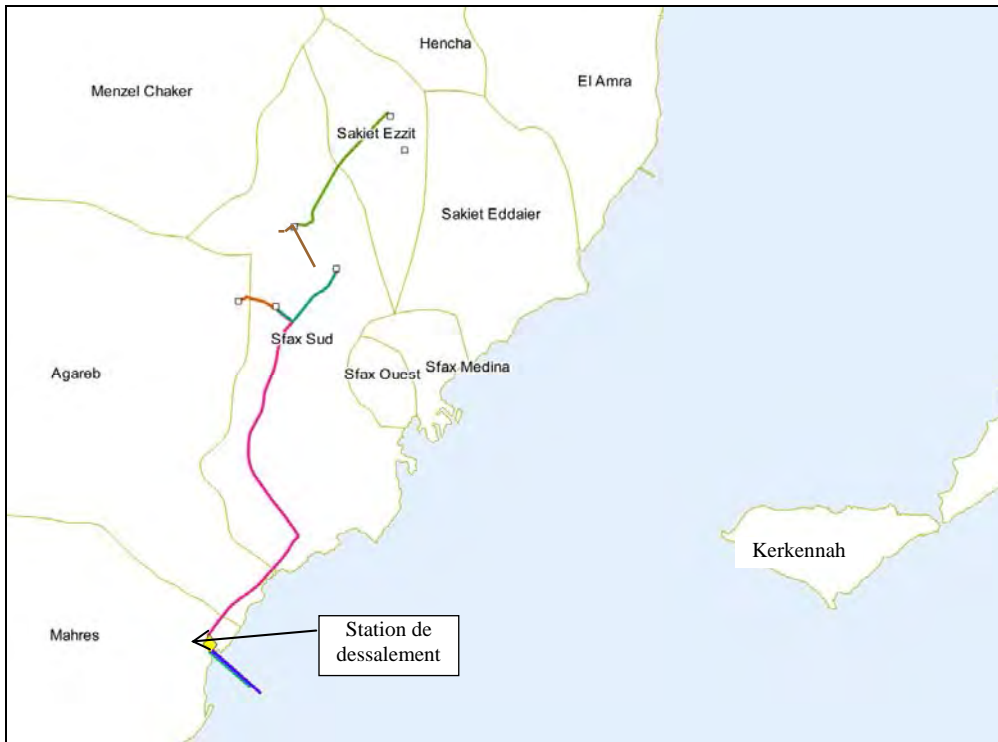 Hencha
El Amra
Menzel Chaker
Sakiet Ezzit
Sakiet Eddaier
Sfax Sud
Agareb
Sfax Ouest
Sfax Medina
Kerkennah
Mahres
Station de
dessalement